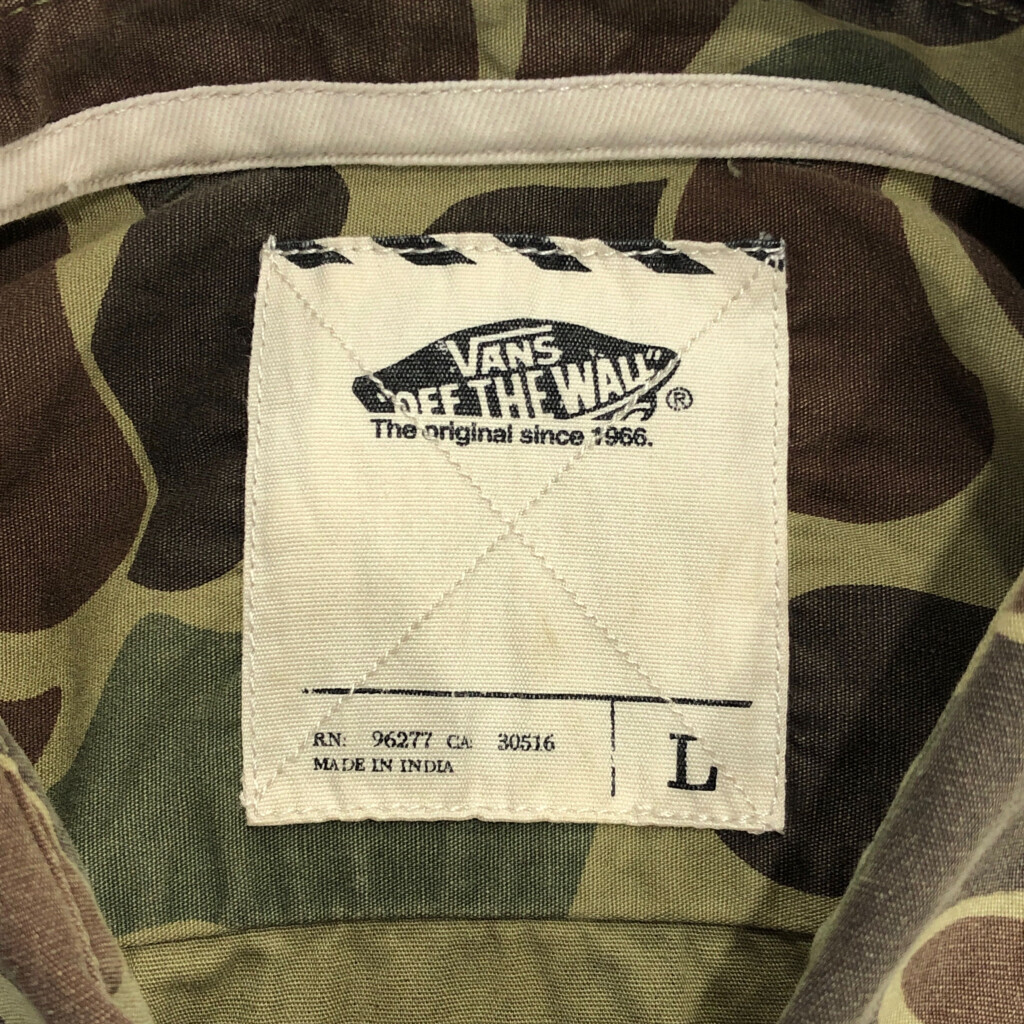 VANS
"OFF THE WALL"
®
The original since 1966.
RN: 96277 CA: 30516
MADE IN INDIA
L